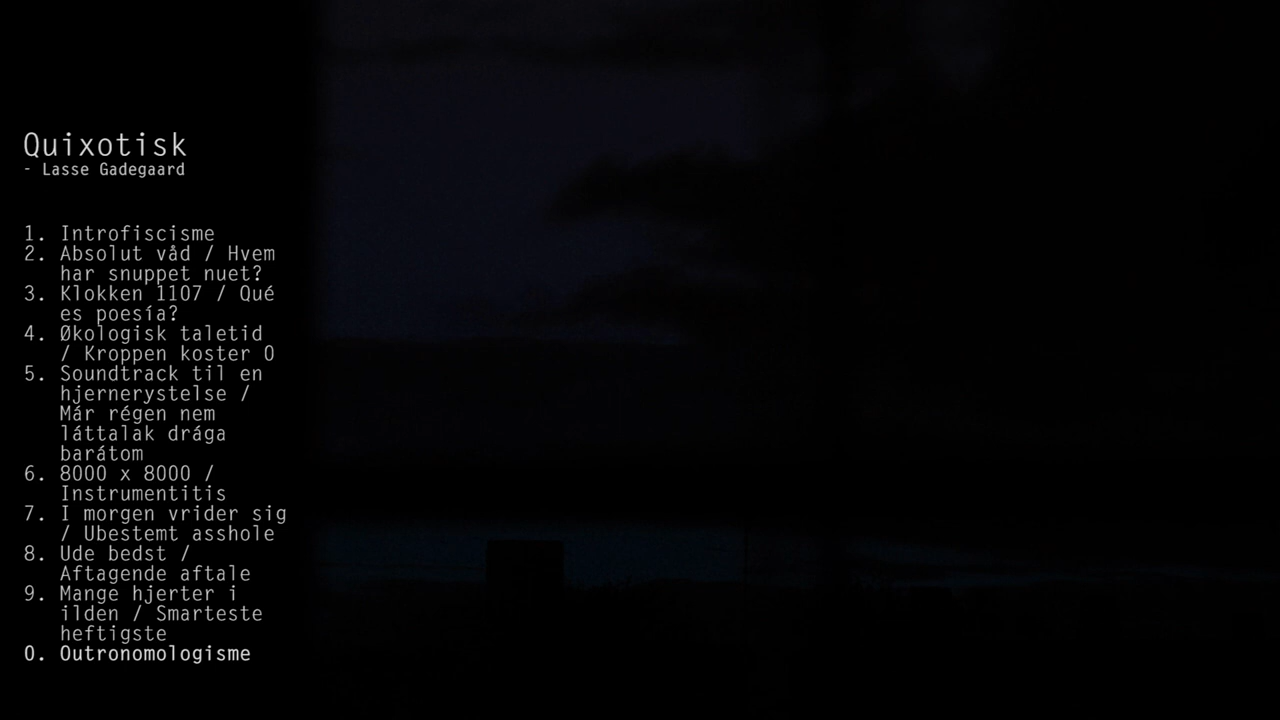 Quixotisk
- Lasse Gadegaard
1. Introfiscisme
2. Absolut våd / Hvem
har snuppet nuet?
3. Klokken 1107 / Qué
es poesía?
4. Økologisk taletid
/ Kroppen koster 0
5. Soundtrack til en
hjernerystelse /
Már régen nem
láttalak drága
barátom
6. 8000 x 8000 /
Instrumentitis
7. I morgen vrider sig
/ Ubestemt asshole
8. Ude bedst /
Aftagende aftale
9. Mange hjerter i
ilden / Smarteste
heftigste
0. Outronomologisme